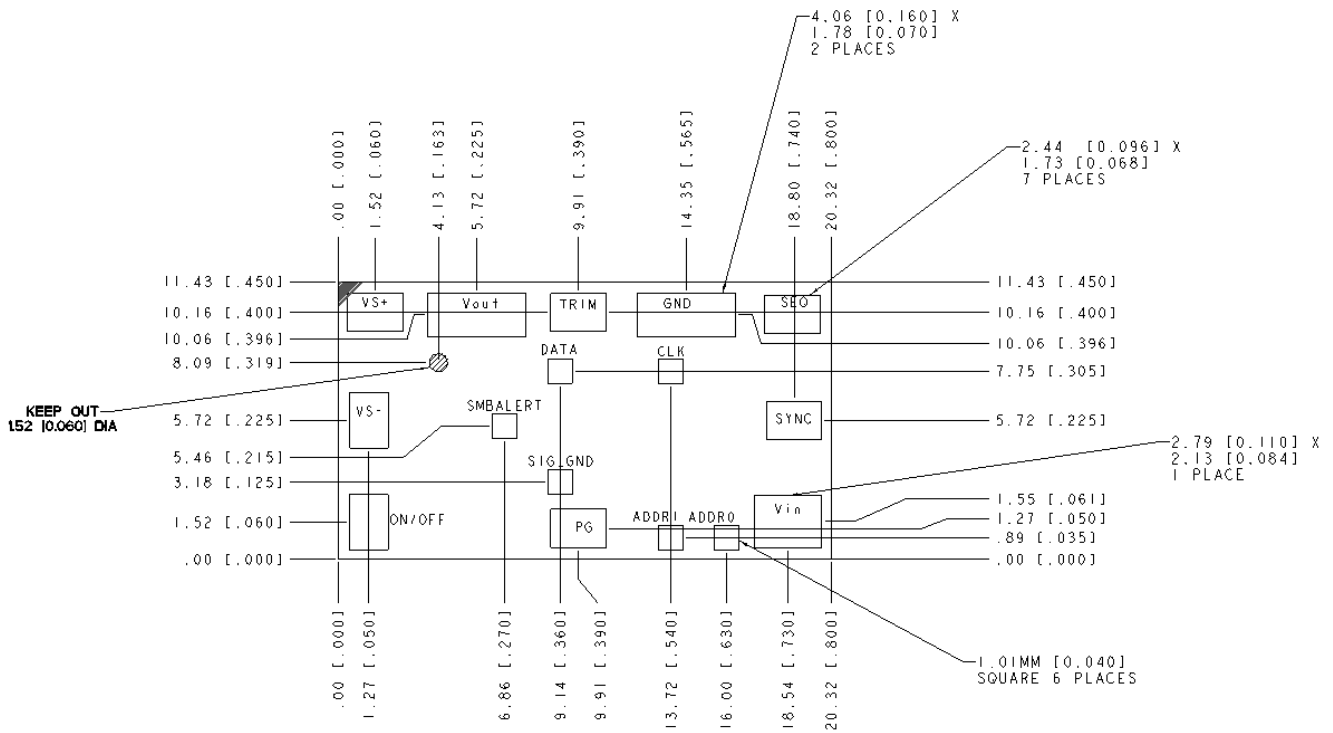 4.06 [0.160] X
1.78 [0.070]
2 PLACES
.00 [.000]
1.52 [.060]
4.13 [.163]
5.72 [.225]
9.91 [.390]
14.35 [.565]
18.80 [.740]
20.32 [.800]
2.44 [0.096] X
1.73 [0.068]
7 PLACES
11.43 [.450]
11.43 [.450]
VS+
Vout
TRIM
GND
SEQ
10.16 [.400]
10.16 [.400]
10.06 [.396]
10.06 [.396]
DATA
CLK
8.09 [.319]
7.75 [.305]
KEEP OUT
1.52 [0.060] DIA
VS-
SMBALERT
SYNC
5.72 [.225]
5.72 [.225]
2.79 [0.110] X
2.13 [0.084]
1 PLACE
5.46 [.215]
SIG_GND
3.18 [.125]
1.55 [.061]
Vin
1.52 [.060]
ON/OFF
PG
ADDR1 ADDR0
1.27 [.050]
.89 [.035]
.00 [.000]
.00 [.000]
.00 [.000]
1.27 [.050]
6.86 [.270]
9.14 [.360]
9.91 [.390]
13.72 [.540]
16.00 [.630]
18.54 [.730]
20.32 [.800]
1.01MM [0.040]
SQUARE 6 PLACES